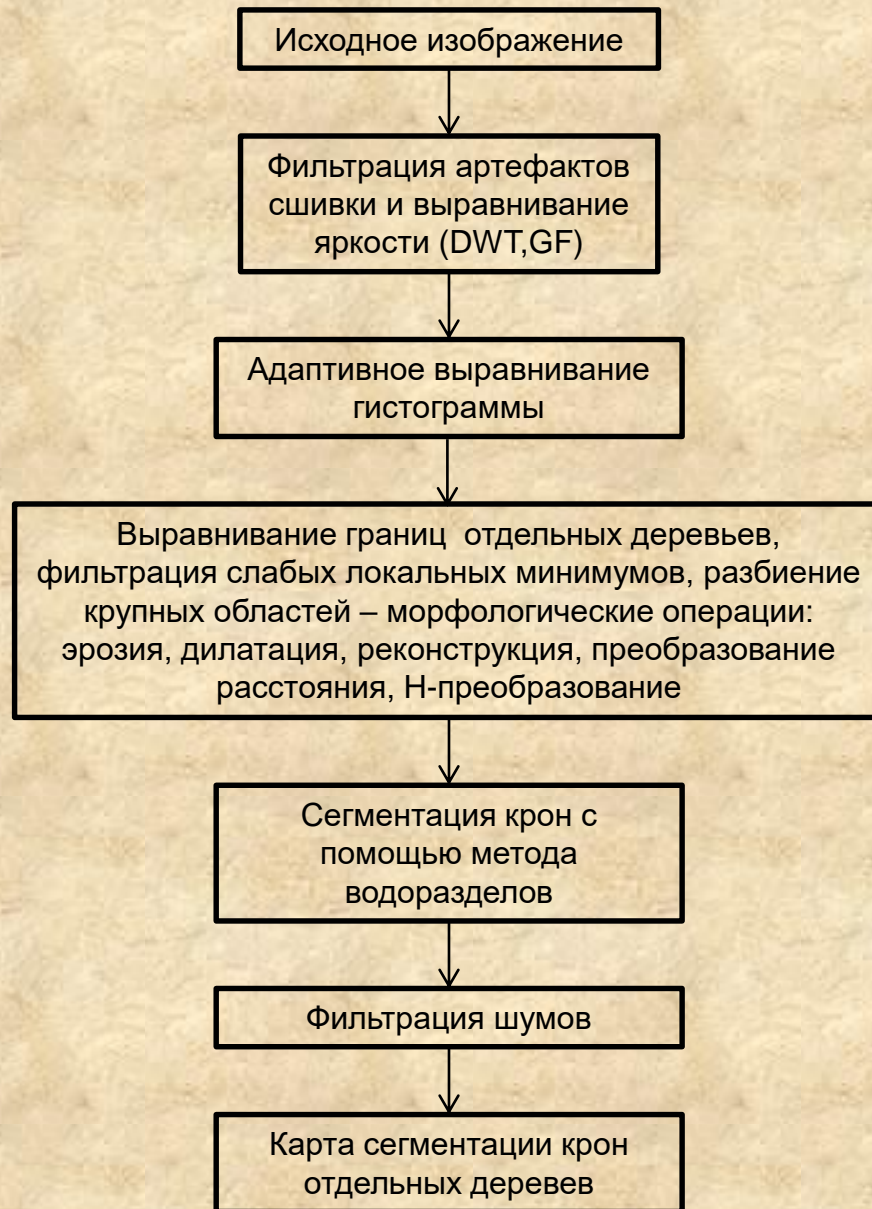 Исходное изображение
Фильтрация артефактов
сшивки и выравнивание
яркости (DWT,GF)
Адаптивное выравнивание
гистограммы
Выравнивание границ  отдельных деревьев,
фильтрация слабых локальных минимумов, разбиение
крупных областей – морфологические операции:
эрозия, дилатация, реконструкция, преобразование
расстояния, Н-преобразование
Сегментация крон с
помощью метода
водоразделов
Фильтрация шумов
Карта сегментации крон
отдельных деревев